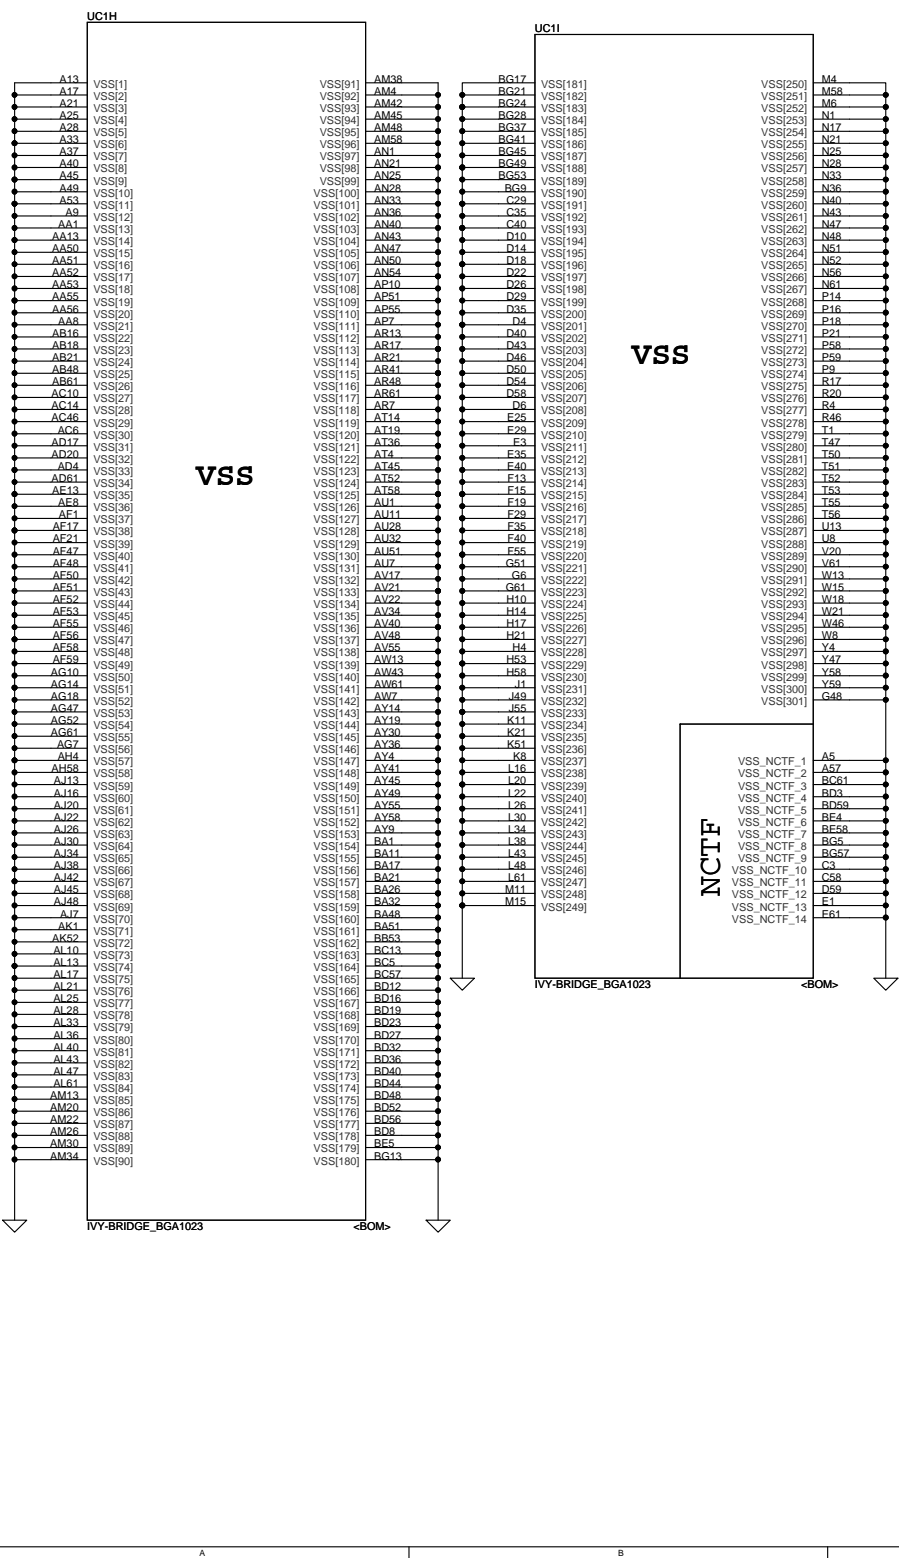 UC1H
A13 VSS[1] VSS[91] AM38
A17 VSS[2] VSS[92] AM4
A21 VSS[3] VSS[93] AM42
A25 VSS[4] VSS[94] AM45
A28 VSS[5] VSS[95] AM48
A33 VSS[6] VSS[96] AM58
A37 VSS[7] VSS[97] AN1
A40 VSS[8] VSS[98] AN21
A45 VSS[9] VSS[99] AN25
A49 VSS[10] VSS[100] AN28
A53 VSS[11] VSS[101] AN33
A9 VSS[12] VSS[102] AN36
AA1 VSS[13] VSS[103] AN40
AA13 VSS[14] VSS[104] AN43
AA50 VSS[15] VSS[105] AN47
AA51 VSS[16] VSS[106] AN50
AA52 VSS[17] VSS[107] AN54
AA53 VSS[18] VSS[108] AP10
AA55 VSS[19] VSS[109] AP51
AA56 VSS[20] VSS[110] AP55
AA8 VSS[21] VSS[111] AP7
AB16 VSS[22] VSS[112] AR13
AB18 VSS[23] VSS[113] AR17
AB21 VSS[24] VSS[114] AR21
AB48 VSS[25] VSS[115] AR41
AB61 VSS[26] VSS[116] AR48
AC10 VSS[27] VSS[117] AR61
AC14 VSS[28] VSS[118] AR7
AC46 VSS[29] VSS[119] AT14
AC6 VSS[30] VSS[120] AT19
AD17 VSS[31] VSS[121] AT36
AD20 VSS[32] VSS[122] AT4
AD4 VSS[33] VSS[123] AT45
VSS
AD61 VSS[34] VSS[124] AT52
AE13 VSS[35] VSS[125] AT58
AE8 VSS[36] VSS[126] AU1
AF1 VSS[37] VSS[127] AU11
AF17 VSS[38] VSS[128] AU28
AF21 VSS[39] VSS[129] AU32
AF47 VSS[40] VSS[130] AU51
AF48 VSS[41] VSS[131] AU7
AF50 VSS[42] VSS[132] AV17
AF51 VSS[43] VSS[133] AV21
AF52 VSS[44] VSS[134] AV22
AF53 VSS[45] VSS[135] AV34
AF55 VSS[46] VSS[136] AV40
AF56 VSS[47] VSS[137] AV48
AF58 VSS[48] VSS[138] AV55
AF59 VSS[49] VSS[139] AW13
AG10 VSS[50] VSS[140] AW43
AG14 VSS[51] VSS[141] AW61
AG18 VSS[52] VSS[142] AW7
AG47 VSS[53] VSS[143] AY14
AG52 VSS[54] VSS[144] AY19
AG61 VSS[55] VSS[145] AY30
AG7 VSS[56] VSS[146] AY36
AH4 VSS[57] VSS[147] AY4
AH58 VSS[58] VSS[148] AY41
AJ13 VSS[59] VSS[149] AY45
AJ16 VSS[60] VSS[150] AY49
AJ20 VSS[61] VSS[151] AY55
AJ22 VSS[62] VSS[152] AY58
AJ26 VSS[63] VSS[153] AY9
AJ30 VSS[64] VSS[154] BA1
AJ34 VSS[65] VSS[155] BA11
AJ38 VSS[66] VSS[156] BA17
AJ42 VSS[67] VSS[157] BA21
AJ45 VSS[68] VSS[158] BA26
AJ48 VSS[69] VSS[159] BA32
AJ7 VSS[70] VSS[160] BA48
AK1 VSS[71] VSS[161] BA51
AK52 VSS[72] VSS[162] BB53
AL10 VSS[73] VSS[163] BC13
AL13 VSS[74] VSS[164] BC5
AL17 VSS[75] VSS[165] BC57
AL21 VSS[76] VSS[166] BD12
AL25 VSS[77] VSS[167] BD16
AL28 VSS[78] VSS[168] BD19
AL33 VSS[79] VSS[169] BD23
AL36 VSS[80] VSS[170] BD27
AL40 VSS[81] VSS[171] BD32
AL43 VSS[82] VSS[172] BD36
AL47 VSS[83] VSS[173] BD40
AL61 VSS[84] VSS[174] BD44
AM13 VSS[85] VSS[175] BD48
AM20 VSS[86] VSS[176] BD52
AM22 VSS[87] VSS[177] BD56
AM26 VSS[88] VSS[178] BD8
AM30 VSS[89] VSS[179] BE5
AM34 VSS[90] VSS[180] BG13
IVY-BRIDGE_BGA1023 <BOM>
UC1I
BG17 VSS[181] VSS[250] M4
BG21 VSS[182] VSS[251] M58
BG24 VSS[183] VSS[252] M6
BG28 VSS[184] VSS[253] N1
BG37 VSS[185] VSS[254] N17
BG41 VSS[186] VSS[255] N21
BG45 VSS[187] VSS[256] N25
BG49 VSS[188] VSS[257] N28
BG53 VSS[189] VSS[258] N33
BG9 VSS[190] VSS[259] N36
C29 VSS[191] VSS[260] N40
C35 VSS[192] VSS[261] N43
C40 VSS[193] VSS[262] N47
D10 VSS[194] VSS[263] N48
D14 VSS[195] VSS[264] N51
D18 VSS[196] VSS[265] N52
D22 VSS[197] VSS[266] N56
D26 VSS[198] VSS[267] N61
D29 VSS[199] VSS[268] P14
D35 VSS[200] VSS[269] P16
D4 VSS[201] VSS[270] P18
D40 VSS[202] VSS[271] P21
D43 VSS[203] VSS[272] P58
VSS
D46 VSS[204] VSS[273] P59
D50 VSS[205] VSS[274] P9
D54 VSS[206] VSS[275] R17
D58 VSS[207] VSS[276] R20
D6 VSS[208] VSS[277] R4
E25 VSS[209] VSS[278] R46
E29 VSS[210] VSS[279] T1
E3 VSS[211] VSS[280] T47
E35 VSS[212] VSS[281] T50
E40 VSS[213] VSS[282] T51
F13 VSS[214] VSS[283] T52
F15 VSS[215] VSS[284] T53
F19 VSS[216] VSS[285] T55
F29 VSS[217] VSS[286] T56
F35 VSS[218] VSS[287] U13
F40 VSS[219] VSS[288] U8
F55 VSS[220] VSS[289] V20
G51 VSS[221] VSS[290] V61
G6 VSS[222] VSS[291] W13
G61 VSS[223] VSS[292] W15
H10 VSS[224] VSS[293] W18
H14 VSS[225] VSS[294] W21
H17 VSS[226] VSS[295] W46
H21 VSS[227] VSS[296] W8
H4 VSS[228] VSS[297] Y4
H53 VSS[229] VSS[298] Y47
H58 VSS[230] VSS[299] Y58
J1 VSS[231] VSS[300] Y59
J49 VSS[232] VSS[301] G48
J55 VSS[233]
K11 VSS[234]
K21 VSS[235]
K51 VSS[236]
K8 VSS[237] VSS_NCTF_1 A5
L16 VSS[238] VSS_NCTF_2 A57
L20 VSS[239] VSS_NCTF_3 BC61
L22 VSS[240] VSS_NCTF_4 BD3
L26 VSS[241] VSS_NCTF_5 BD59
L30 VSS[242] VSS_NCTF_6 BE4
L34 VSS[243] VSS_NCTF_7 BE58
L38 VSS[244] VSS_NCTF_8 BG5
L43 VSS[245] VSS_NCTF_9 BG57
L48 VSS[246] VSS_NCTF_10 C3
L61 VSS[247] VSS_NCTF_11 C58
M11 VSS[248] VSS_NCTF_12 D59
M15 VSS[249] VSS_NCTF_13 E1
VSS_NCTF_14 E61
NCTF
IVY-BRIDGE_BGA1023 <BOM>
A B